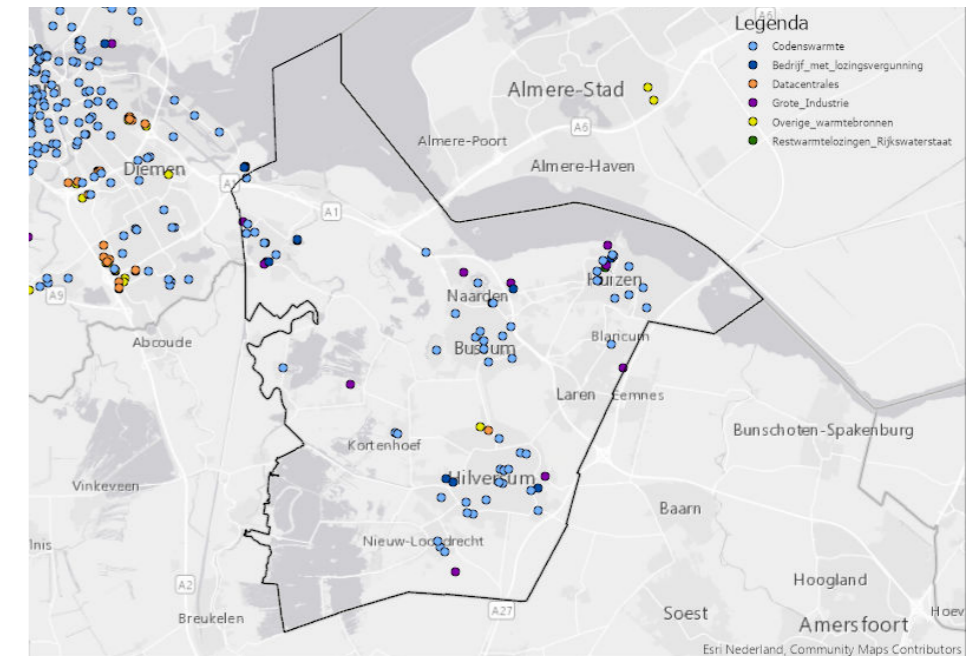 Legenda
Codenswarmte
Bedrijf_met_lozingsvergunning
Datacentrales
Grote_Industrie
Overige_warmtebronnen
Restwarmtelozingen_Rijkswaterstaat
A6
Almere-Stad
A6
Almere-Poort
Almere-Haven
Diemen
A1
A1
Huizen
Naarden
A9
Abcoude
Blaricum
Bussum
Laren
Eemnes
Bunschoten-Spakenburg
Kortenhoef
Hilversum
Vinkeveen
Baarn
Nieuw-Loosdrecht
lnis
A2
Hoogland
Breukelen
A27
Soest
Amersfoort
Hoev
Esri Nederland, Community Maps Contributors